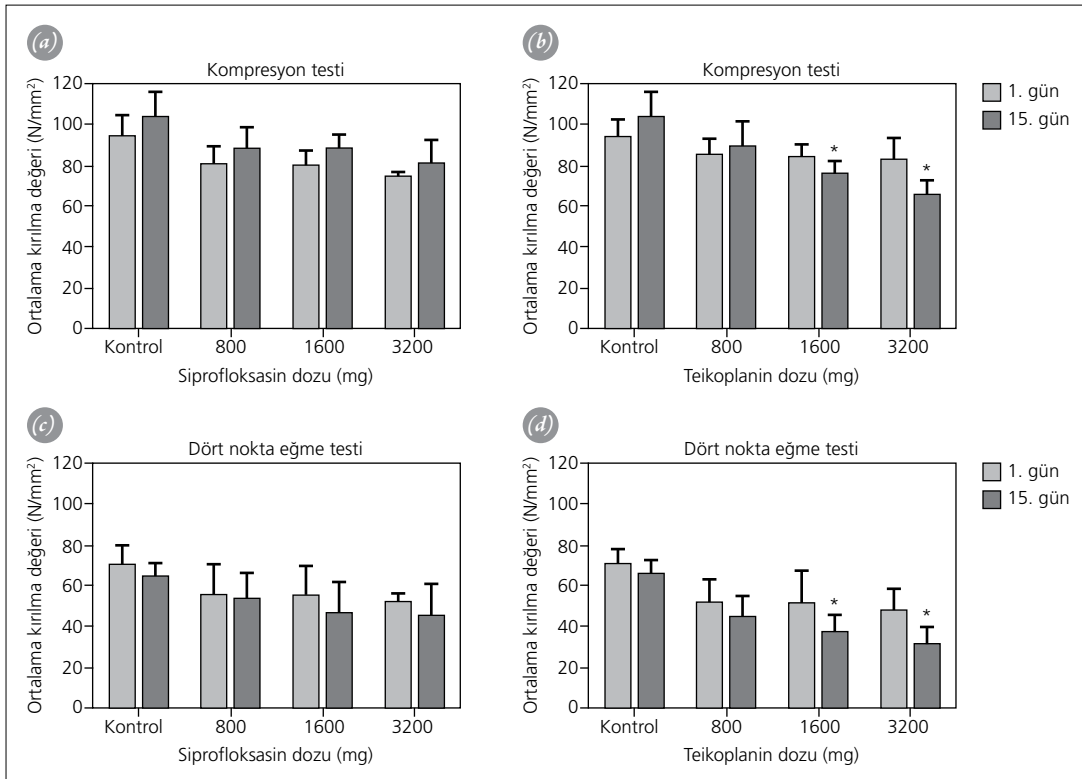 (a)
Kompresyon testi
Ortalama kırılma değeri (N/mm²)
120
100
80
60
40
20
0
Kontrol 800 1600 3200
Siprofloksasin dozu (mg)
(b)
Kompresyon testi
Ortalama kırılma değeri (N/mm²)
120
100
80
60
40
20
0
* *
Kontrol 800 1600 3200
Teikoplanin dozu (mg)
1. gün
15. gün
(c)
Dört nokta eğme testi
Ortalama kırılma değeri (N/mm²)
120
100
80
60
40
20
0
Kontrol 800 1600 3200
Siprofloksasin dozu (mg)
(d)
Dört nokta eğme testi
Ortalama kırılma değeri (N/mm²)
120
100
80
60
40
20
0
* *
Kontrol 800 1600 3200
Teikoplanin dozu (mg)
1. gün
15. gün